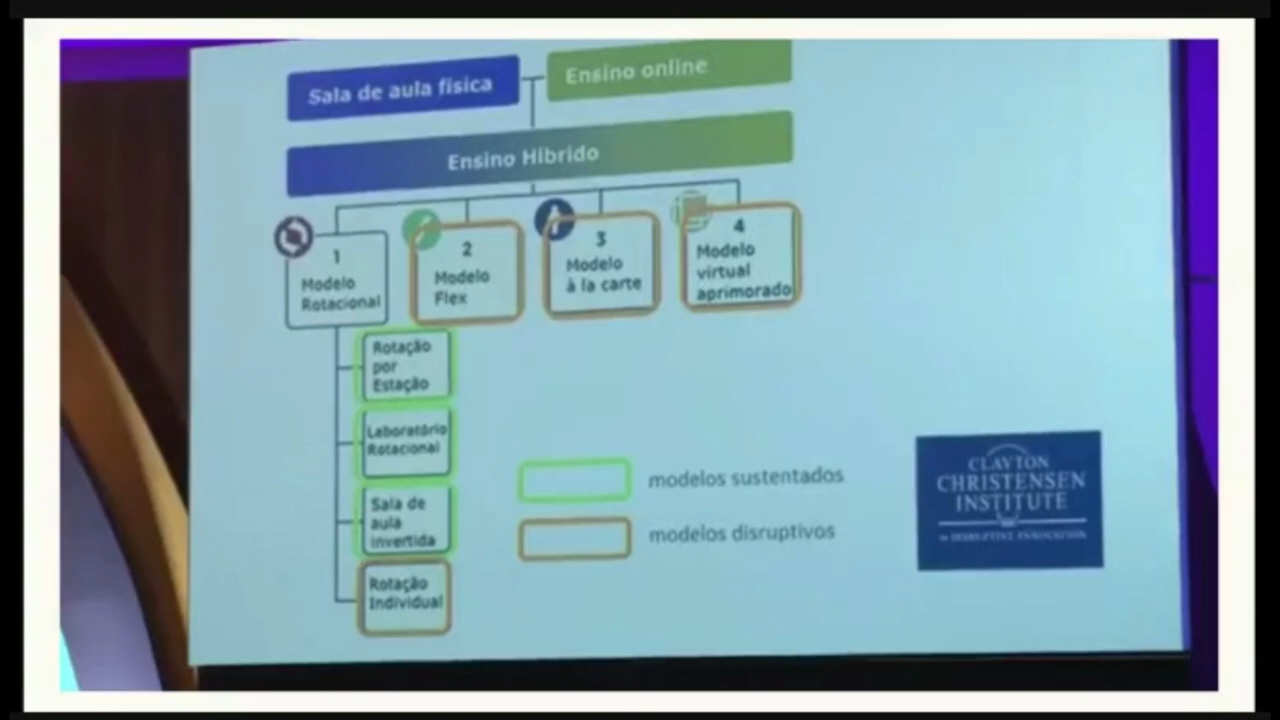 Sala de aula física
Ensino online
Ensino Híbrido
1
Modelo
Rotacional
2
Modelo
Flex
3
Modelo
à la carte
4
Modelo
virtual
aprimorado
Rotação
por
Estação
Laboratório
Rotacional
Sala de
aula
invertida
Rotação
Individual
modelos sustentados
modelos disruptivos
CLAYTON
CHRISTENSEN
INSTITUTE
DISRUPTIVE INNOVATION